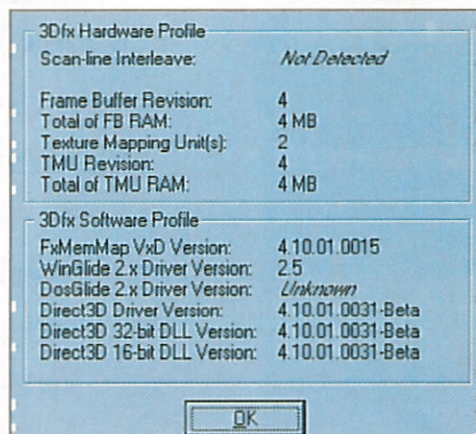 3Dfx Hardware Profile
Scan-line Interleave: Not Detected
Frame Buffer Revision: 4
Total of FB RAM: 4 MB
Texture Mapping Unit(s): 2
TMU Revision: 4
Total of TMU RAM: 4 MB
3Dfx Software Profile
FxMemMap VxD Version: 4.10.01.0015
WinGlide 2.x Driver Version: 2.5
DosGlide 2.x Driver Version: Unknown
Direct3D Driver Version: 4.10.01.0031-Beta
Direct3D 32-bit DLL Version: 4.10.01.0031-Beta
Direct3D 16-bit DLL Version: 4.10.01.0031-Beta
OK